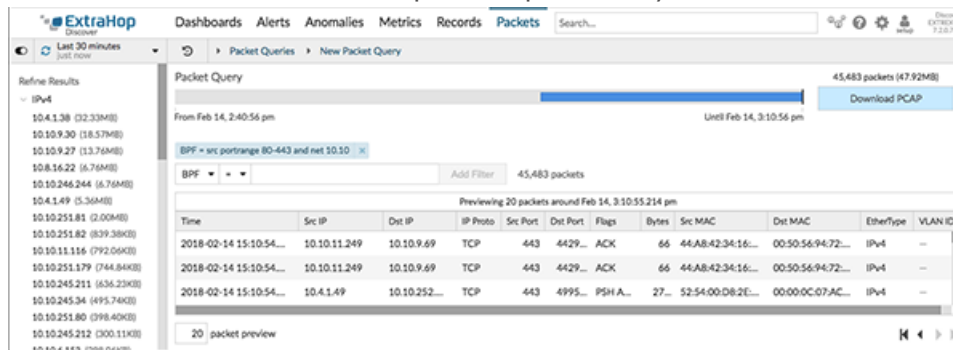 ExtraHop Dashboards Alerts Anomalies Metrics Records Packets Search...
Discover
setup
Last 30 minutes
just now
Packet Queries New Packet Query
Refine Results
IPv4
10.4.1.38 (32.33MB)
10.10.9.30 (18.57MB)
10.10.9.27 (13.76MB)
10.8.16.22 (6.76MB)
10.10.246.244 (6.76MB)
10.4.1.49 (5.36MB)
10.10.251.81 (2.00MB)
10.10.251.82 (839.38KB)
10.10.11.116 (792.06KB)
10.10.251.179 (744.84KB)
10.10.245.211 (636.23KB)
10.10.245.34 (495.74KB)
10.10.251.80 (398.40KB)
10.10.245.212 (300.11KB)
Packet Query
45,483 packets (47.92MB)
Download PCAP
From Feb 14, 2:40:56 pm Until Feb 14, 3:10:56 pm
BPF = src portrange 80-443 and net 10.10 ×
BPF = Add Filter 45,483 packets
Previewing 20 packets around Feb 14, 3:10:55.214 pm
Time Src IP Dst IP IP Proto Src Port Dst Port Flags Bytes Src MAC Dst MAC EtherType VLAN ID
2018-02-14 15:10:54.... 10.10.11.249 10.10.9.69 TCP 443 4429... ACK 66 44:A8:42:34:16:... 00:50:56:94:72:... IPv4 —
2018-02-14 15:10:54.... 10.10.11.249 10.10.9.69 TCP 443 4429... ACK 66 44:A8:42:34:16:... 00:50:56:94:72:... IPv4 —
2018-02-14 15:10:54.... 10.4.1.49 10.10.252.... TCP 443 4995... PSH A... 27... 52:54:00:D8:2E:... 00:00:0C:07:AC... IPv4 —
20 packet preview